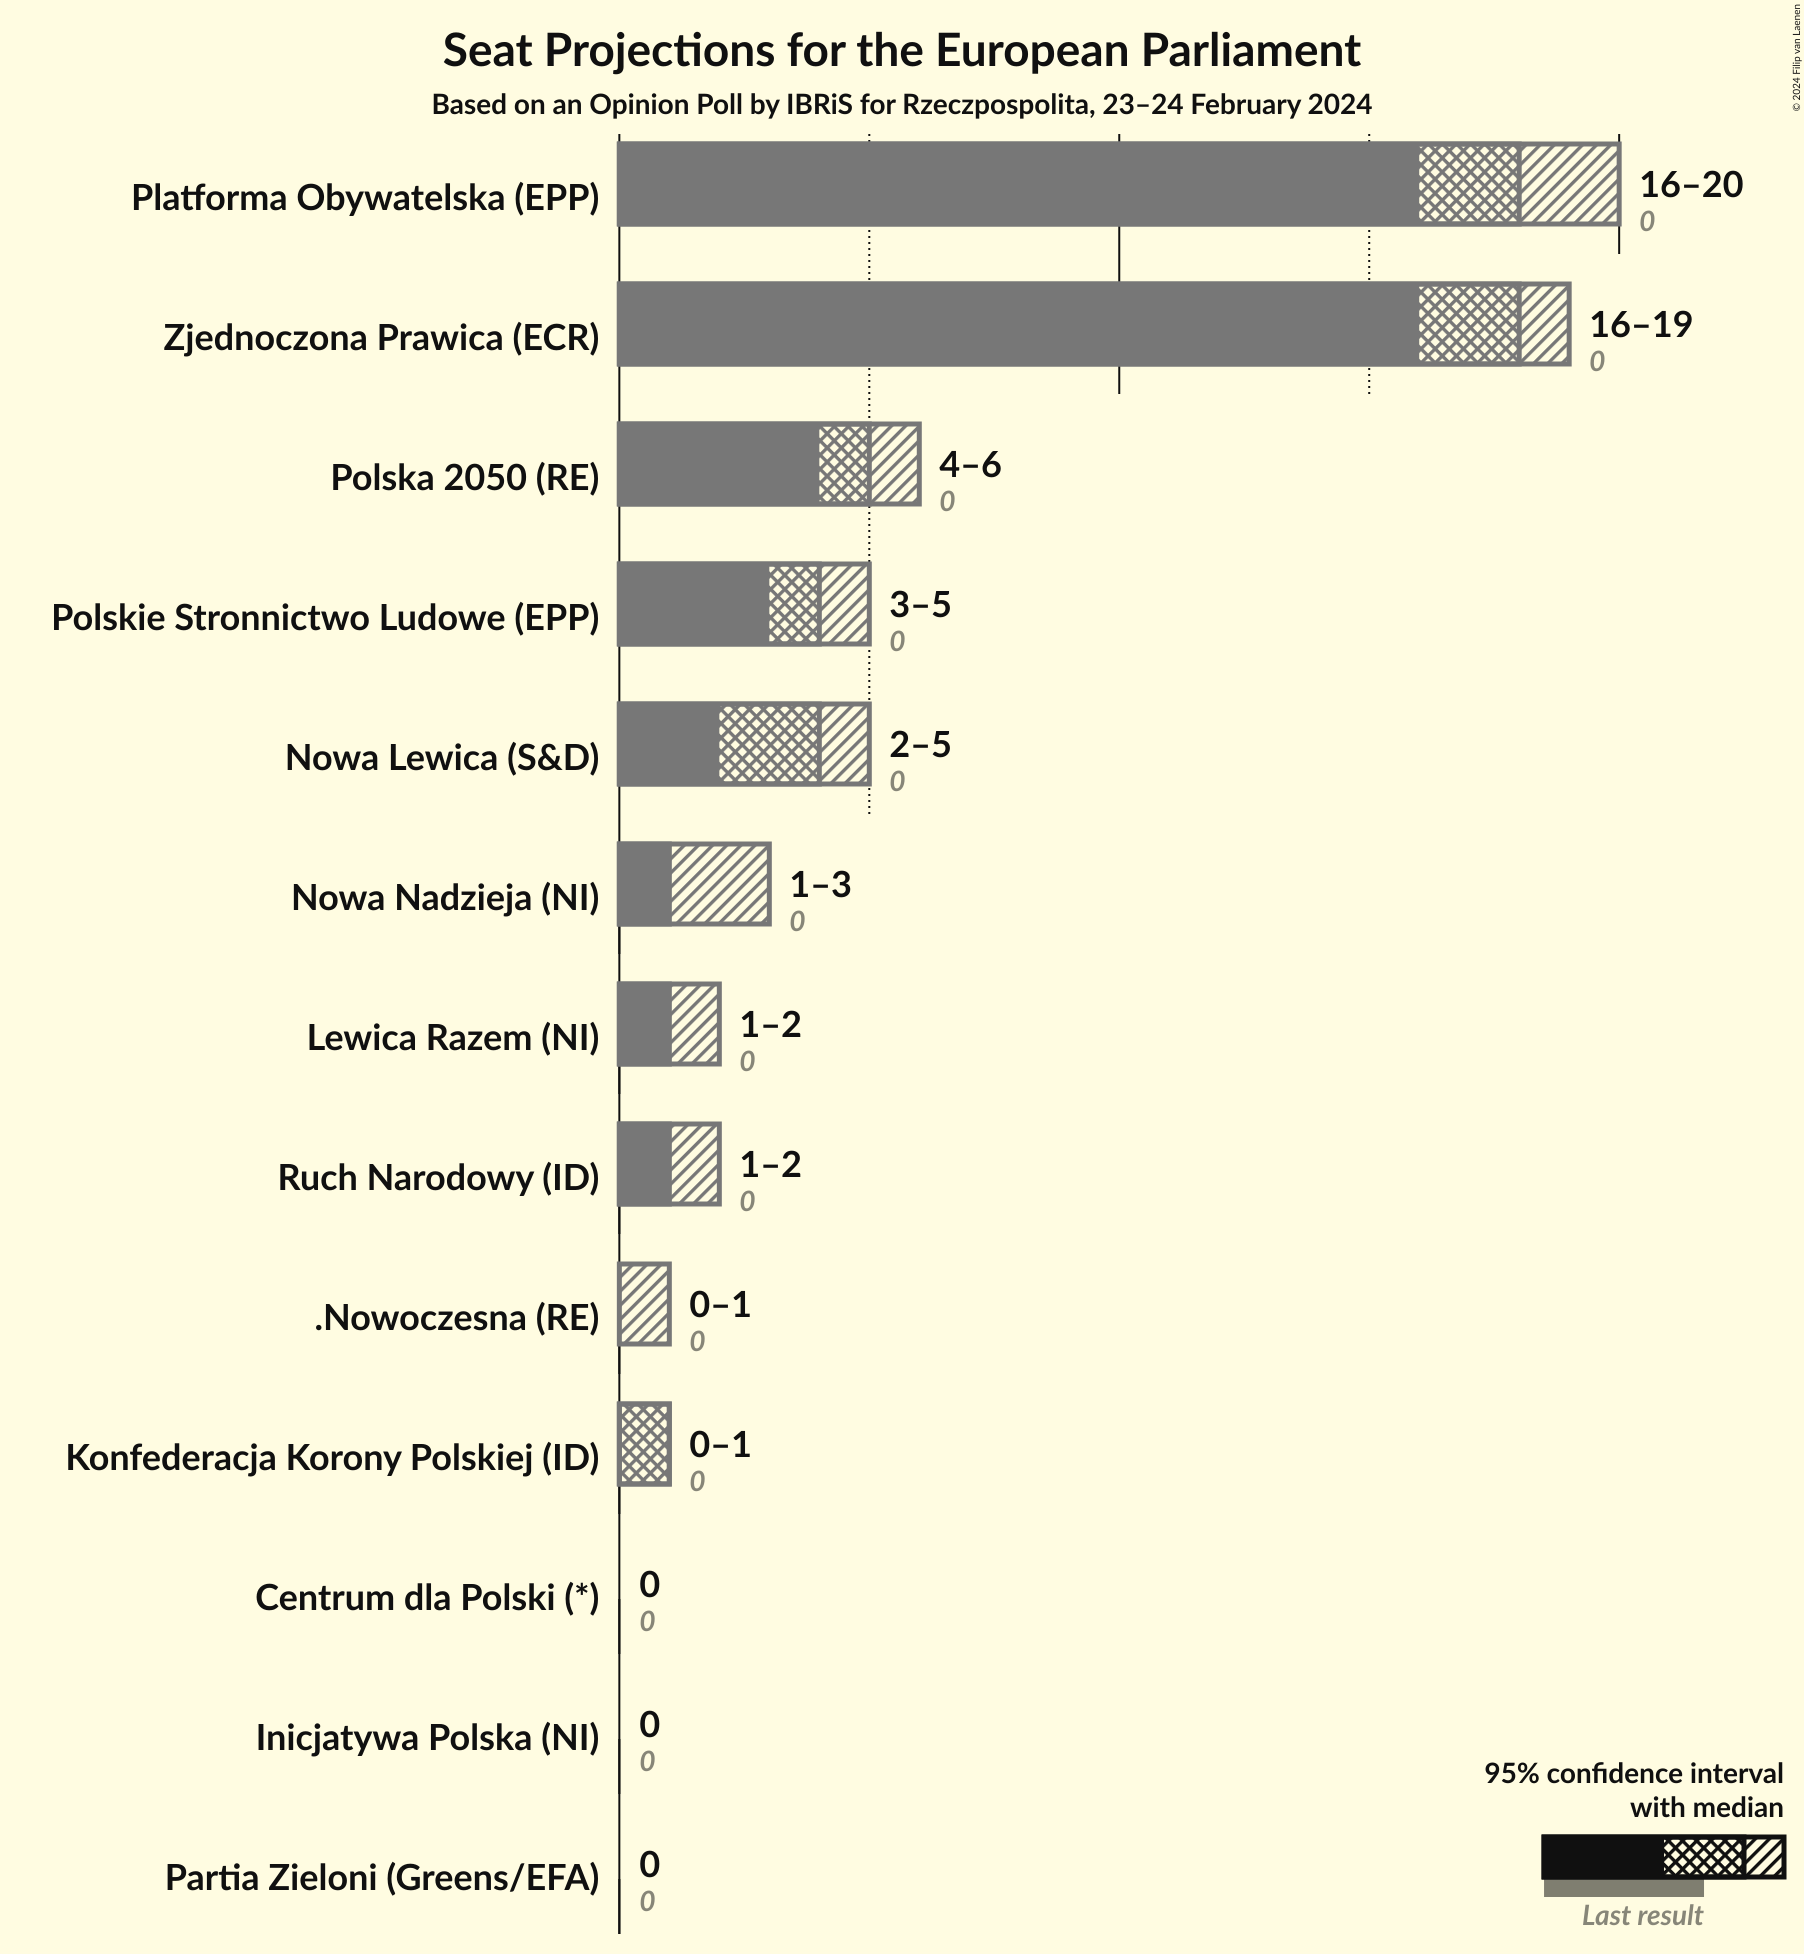 © 2024 Filip van Laenen
Seat Projections for the European Parliament
Based on an Opinion Poll by IBRiS for Rzeczpospolita, 23–24 February 2024
Platforma Obywatelska (EPP)
16–20
0
Zjednoczona Prawica (ECR)
16–19
0
Polska 2050 (RE)
4–6
0
Polskie Stronnictwo Ludowe (EPP)
3–5
0
Nowa Lewica (S&D)
2–5
0
Nowa Nadzieja (NI)
1–3
0
Lewica Razem (NI)
1–2
0
Ruch Narodowy (ID)
1–2
0
.Nowoczesna (RE)
0–1
0
Konfederacja Korony Polskiej (ID)
0–1
0
Centrum dla Polski (*)
0
0
Inicjatywa Polska (NI)
0
0
Partia Zieloni (Greens/EFA)
0
0
95% confidence interval
with median
Last result